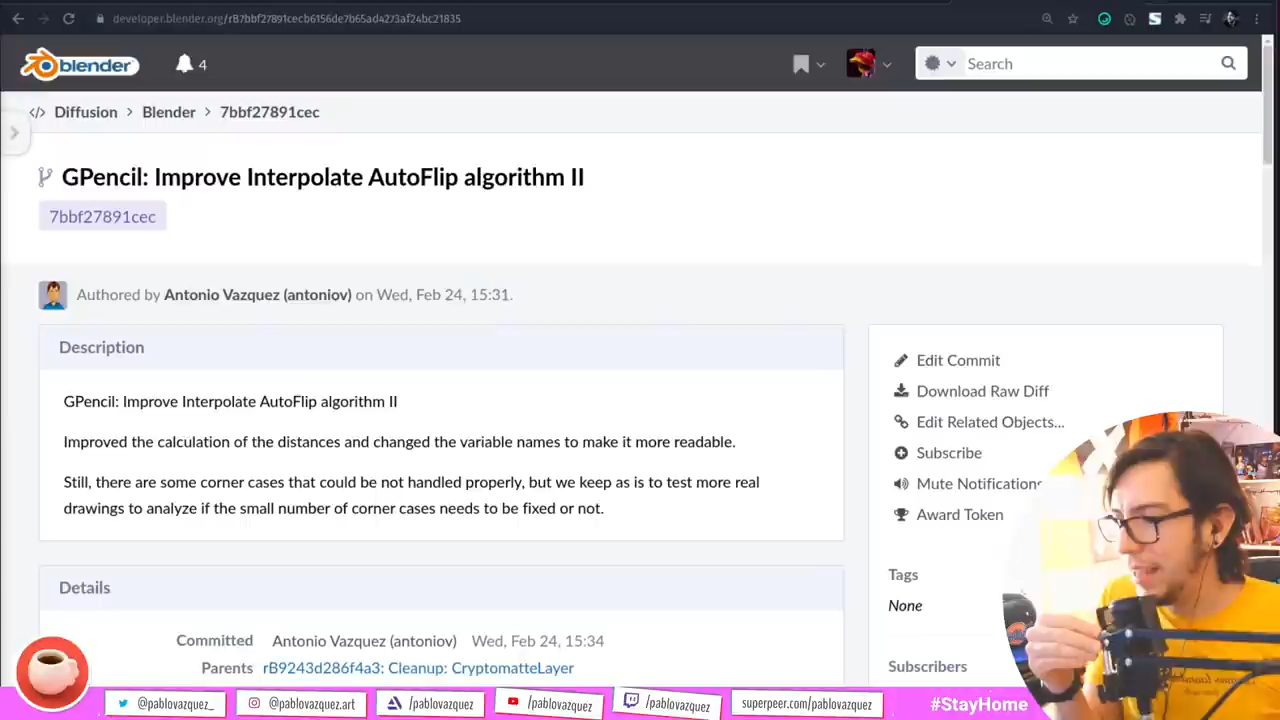 developer.blender.org/rB7bbf27891cecb6156de7b65ad4273af24bc21835
blender
4
Search
Diffusion > Blender > 7bbf27891cec
GPencil: Improve Interpolate AutoFlip algorithm II
7bbf27891cec
Authored by Antonio Vazquez (antoniov) on Wed, Feb 24, 15:31.
Description
GPencil: Improve Interpolate AutoFlip algorithm II
Improved the calculation of the distances and changed the variable names to make it more readable.
Still, there are some corner cases that could be not handled properly, but we keep as is to test more real
drawings to analyze if the small number of corner cases needs to be fixed or not.
Edit Commit
Download Raw Diff
Edit Related Objects...
Subscribe
Mute Notifications
Award Token
Tags
None
Subscribers
Details
Committed Antonio Vazquez (antoniov) Wed, Feb 24, 15:34
Parents rB9243d286f4a3: Cleanup: CryptomatteLayer
@pablovazquez_
@pablovazquez.art
/pablovazquez
/pablovazquez
/pablovazquez
superpeer.com/pablovazquez
#StayHome